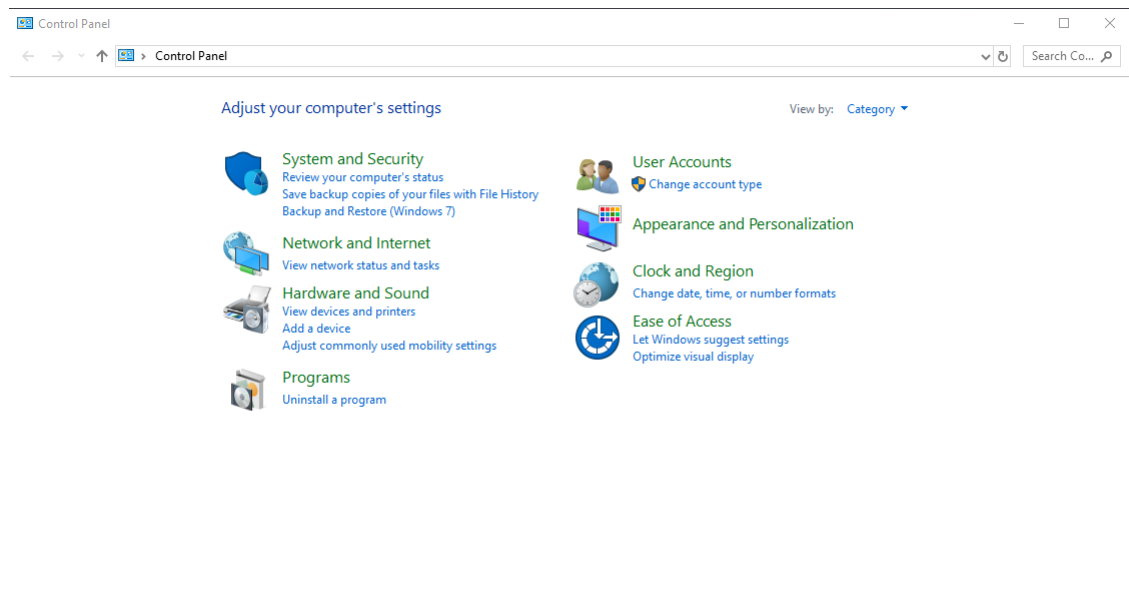 Control Panel
Control Panel
Search Co...
Adjust your computer's settings
View by: Category
System and Security
Review your computer's status
Save backup copies of your files with File History
Backup and Restore (Windows 7)
Network and Internet
View network status and tasks
Hardware and Sound
View devices and printers
Add a device
Adjust commonly used mobility settings
Programs
Uninstall a program
User Accounts
Change account type
Appearance and Personalization
Clock and Region
Change date, time, or number formats
Ease of Access
Let Windows suggest settings
Optimize visual display